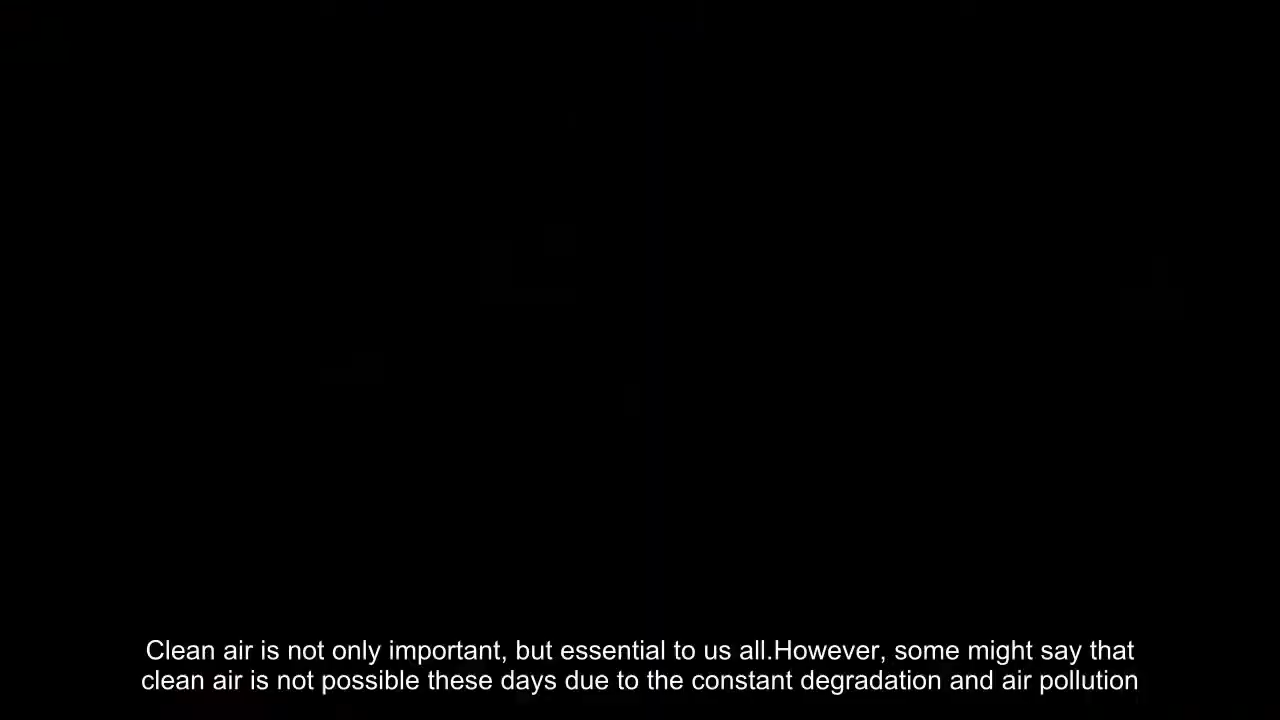 Clean air is not only important, but essential to us all.However, some might say that
clean air is not possible these days due to the constant degradation and air pollution